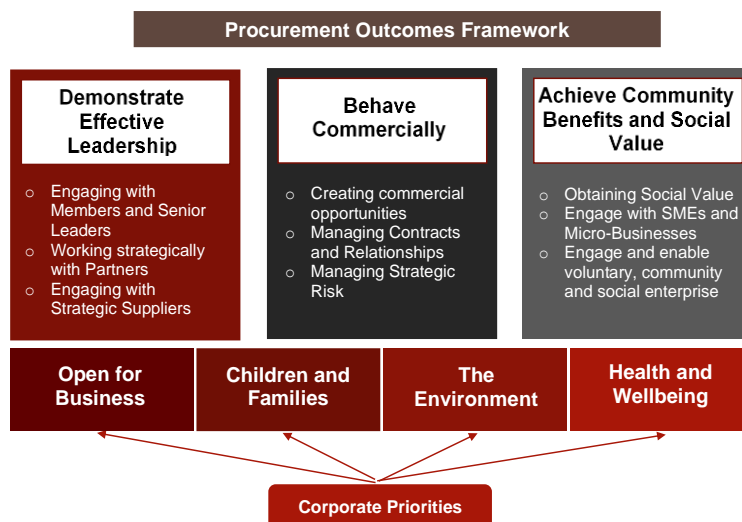 Procurement Outcomes Framework
Demonstrate
Effective
Leadership
o Engaging with
Members and Senior
Leaders
o Working strategically
with Partners
o Engaging with
Strategic Suppliers
Behave
Commercially
o Creating commercial
opportunities
o Managing Contracts
and Relationships
o Managing Strategic
Risk
Achieve Community
Benefits and Social
Value
o Obtaining Social Value
o Engage with SMEs and
Micro-Businesses
o Engage and enable
voluntary, community
and social enterprise
Open for
Business
Children and
Families
The
Environment
Health and
Wellbeing
Corporate Priorities